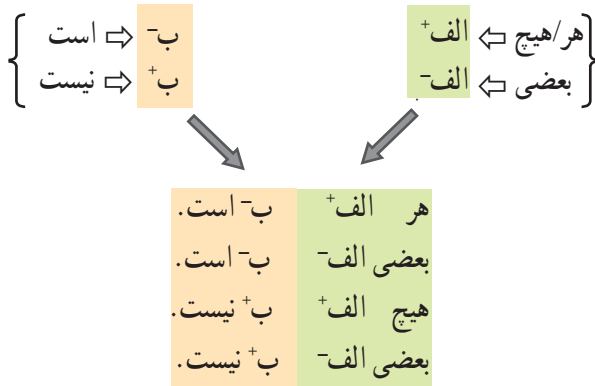 هر/هیچ ⇦ الف⁺
بعضی ⇦ الف⁻
ب⁻ ⇨ است
ب⁺ ⇨ نیست
هر الف⁺ ب⁻ است.
بعضی الف⁻ ب⁻ است.
هیچ الف⁺ ب⁺ نیست.
بعضی الف⁻ ب⁺ نیست.